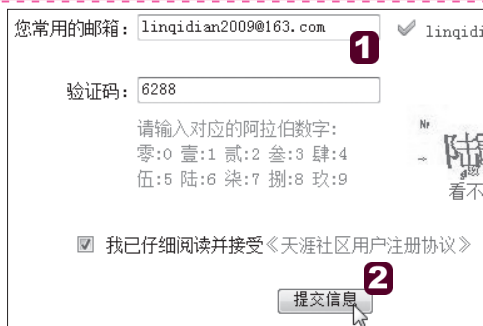 您常用的邮箱：linqidian2009@163.com 1 linqidi
验证码：6288
请输入对应的阿拉伯数字：
零:0 壹:1 贰:2 叁:3 肆:4
伍:5 陆:6 柒:7 捌:8 玖:9
陆
看不
我已仔细阅读并接受《天涯社区用户注册协议》
2
提交信息